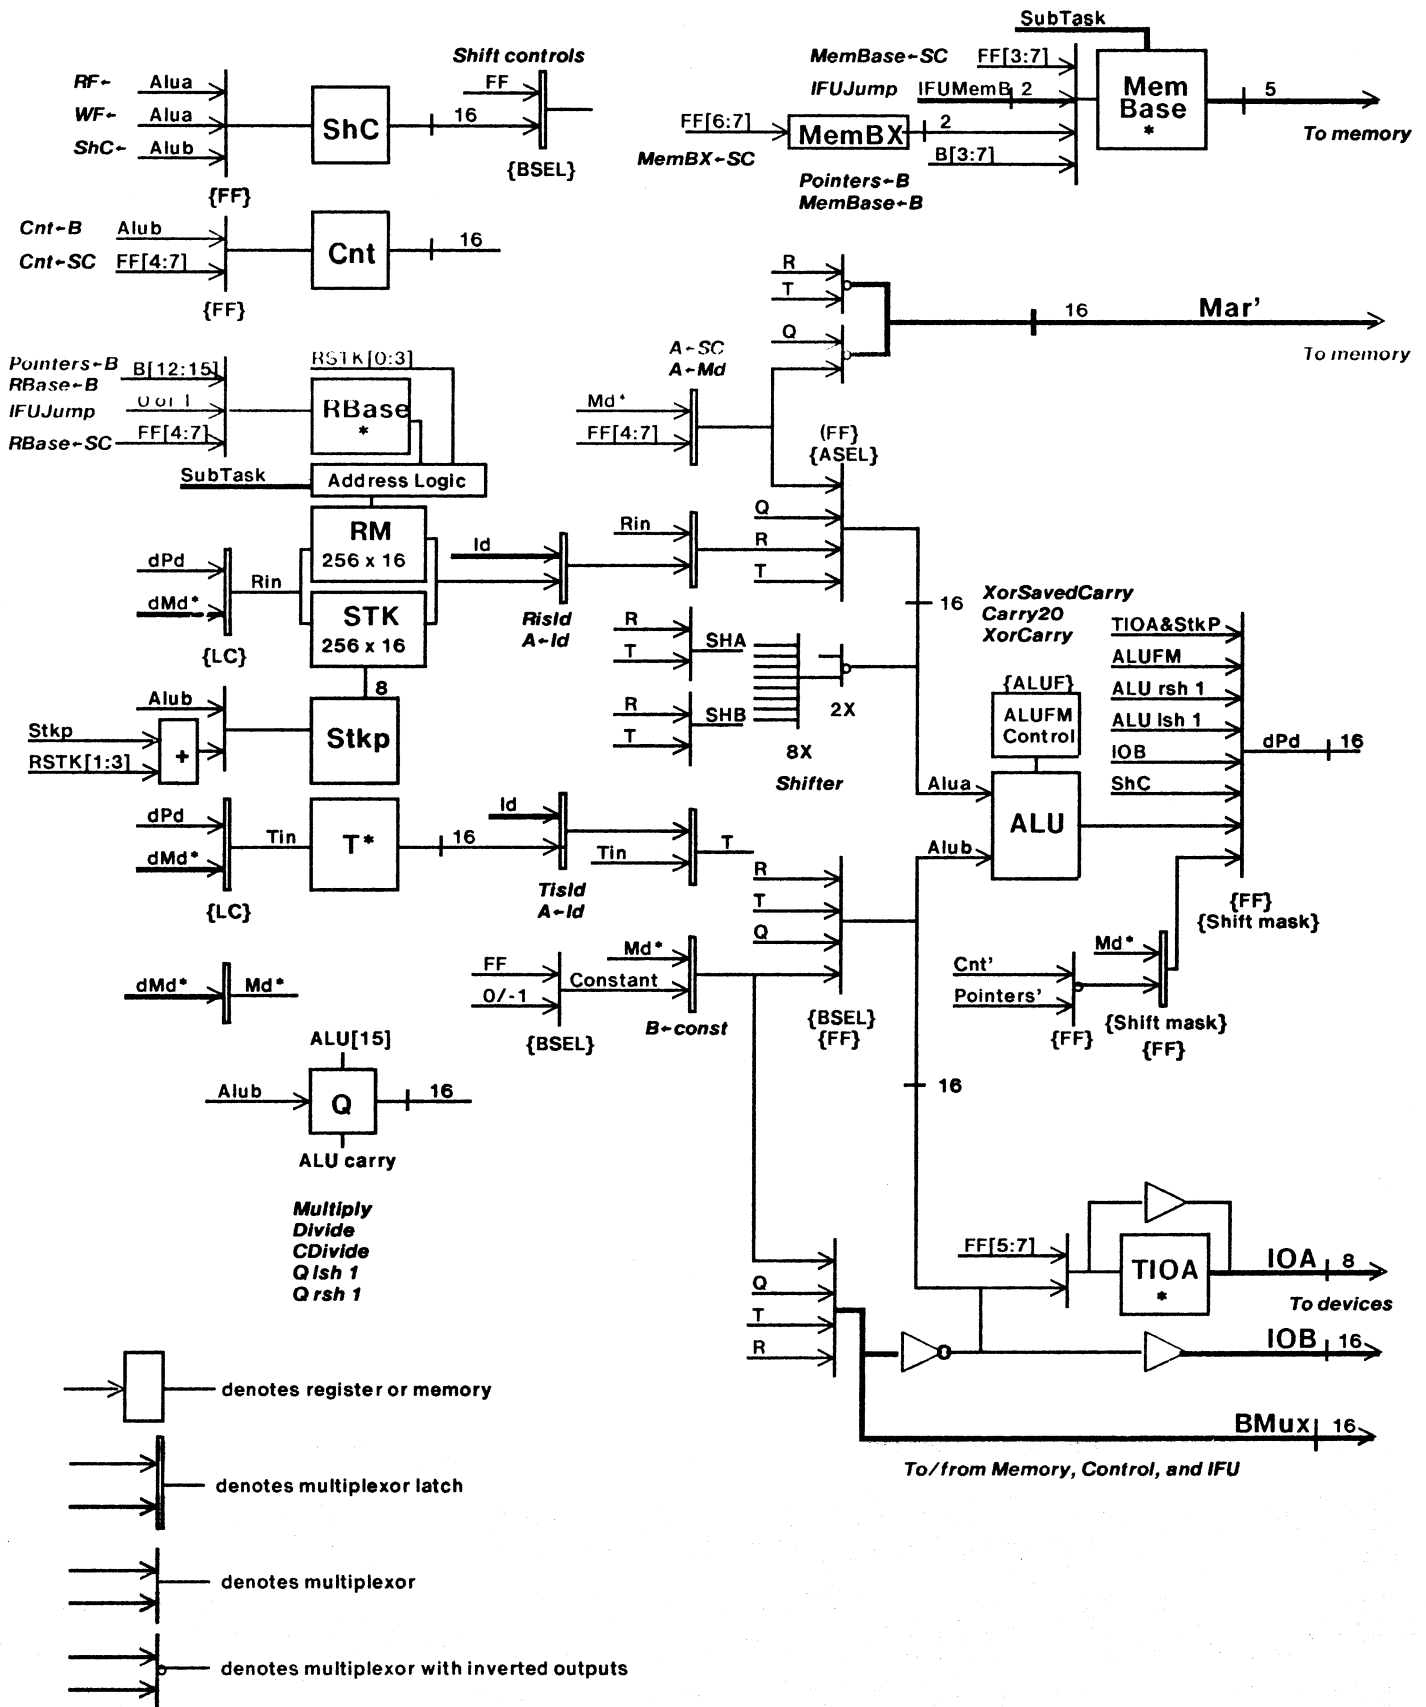 SubTask
Shift controls
MemBase←SC
FF[3:7]
RF←
Alua
FF
IFUJump
IFUMemB
2
Mem
Base
*
5
To memory
WF←
Alua
ShC
16
FF[6:7]
MemBX
2
ShC←
Alub
MemBX←SC
B[3:7]
{BSEL}
{FF}
Pointers←B
MemBase←B
Cnt←B
Alub
Cnt
16
Cnt←SC
FF[4:7]
{FF}
R
T
Q
16
Mar'
To memory
A←SC
A←Md
Pointers←B
RBase←B
B[12:15]
RSTK[0:3]
IFUJump
0 or 1
RBase
*
RBase←SC
FF[4:7]
Md*
FF[4:7]
(FF}
{ASEL}
SubTask
Address Logic
RM
256 x 16
Id
Rin
Q
R
T
dPd
dMd*
Rin
{LC}
STK
256 x 16
RisId
A←Id
16
XorSavedCarry
Carry20
XorCarry
R
T
SHA
R
T
SHB
8X
Shifter
2X
8
Alub
Stkp
Stkp
+
RSTK[1:3]
{ALUF}
ALUFM
Control
TIOA&StkP
ALUFM
ALU rsh 1
ALU lsh 1
IOB
ShC
dPd
16
Alua
ALU
Alub
dPd
dMd*
Tin
T*
16
Id
{LC}
TisId
A←Id
Tin
T
R
T
Q
{FF}
{Shift mask}
dMd*
Md*
FF
0/-1
Constant
{BSEL}
Md*
B←const
{BSEL}
{FF}
Md*
Cnt'
Pointers'
{FF}
{Shift mask}
{FF}
ALU[15]
Alub
Q
16
ALU carry
16
Multiply
Divide
CDivide
Q lsh 1
Q rsh 1
FF[5:7]
TIOA
*
IOA
8
To devices
Q
T
R
IOB
16
BMux
16
To/from Memory, Control, and IFU
denotes register or memory
denotes multiplexor latch
denotes multiplexor
denotes multiplexor with inverted outputs